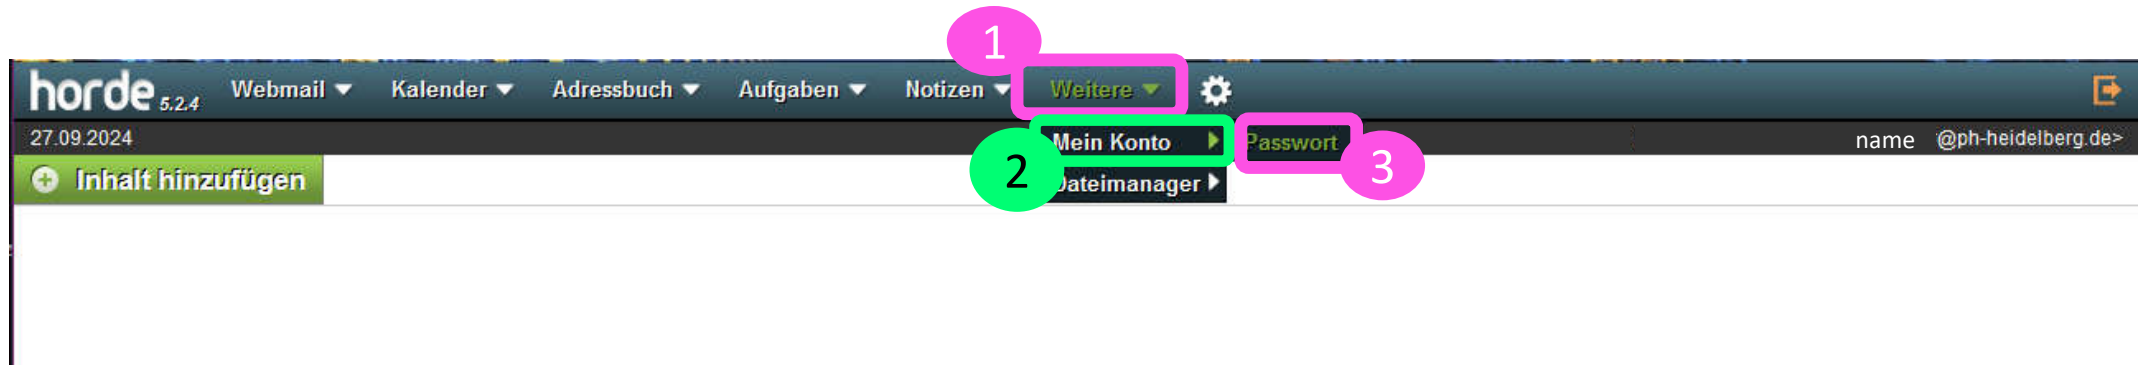 1
horde 5.2.4 Webmail Kalender Adressbuch Aufgaben Notizen Weitere
27.09.2024 Mein Konto Passwort name @ph-heidelberg.de>
2 3
Inhalt hinzufügen Dateimanager